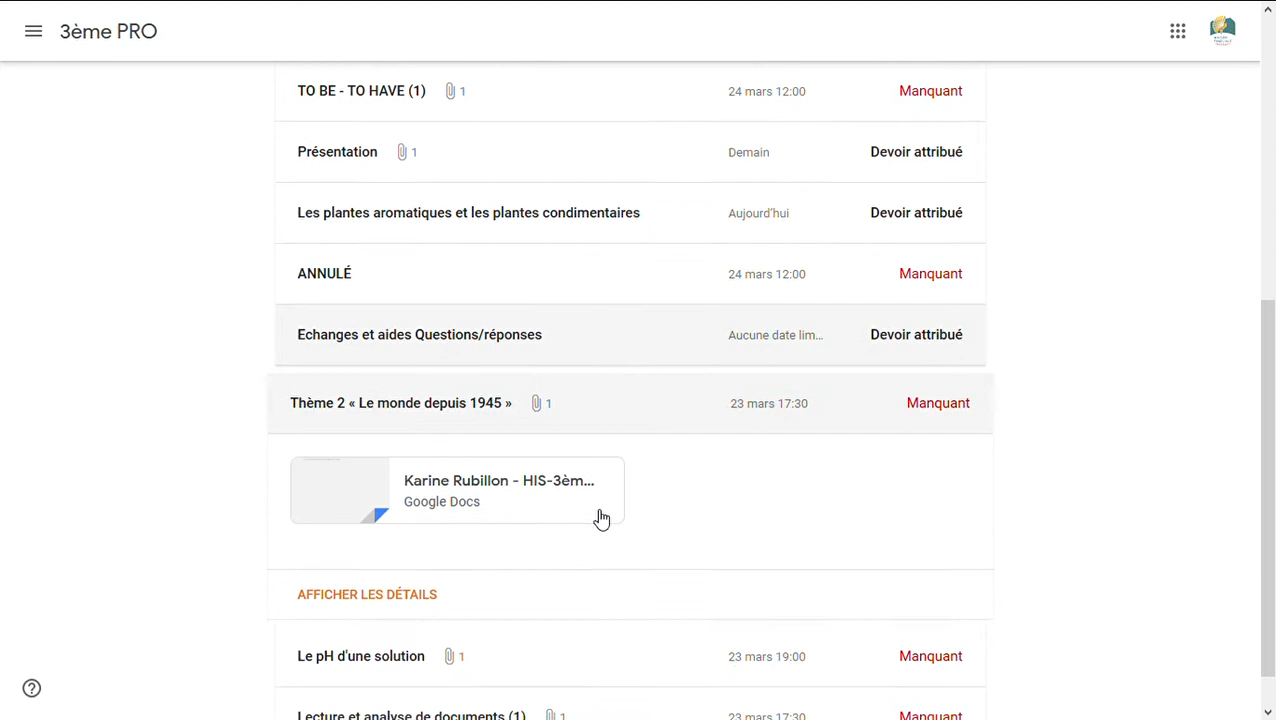 3ème PRO
TO BE - TO HAVE (1) 1 24 mars 12:00 Manquant
Présentation 1 Demain Devoir attribué
Les plantes aromatiques et les plantes condimentaires Aujourd'hui Devoir attribué
ANNULÉ 24 mars 12:00 Manquant
Echanges et aides Questions/réponses Aucune date lim... Devoir attribué
Thème 2 « Le monde depuis 1945 » 1 23 mars 17:30 Manquant
Karine Rubillon - HIS-3èm...
Google Docs
AFFICHER LES DÉTAILS
Le pH d'une solution 1 23 mars 19:00 Manquant
Lecture et analyse de documents (1) 1 23 mars 17:30 Manquant